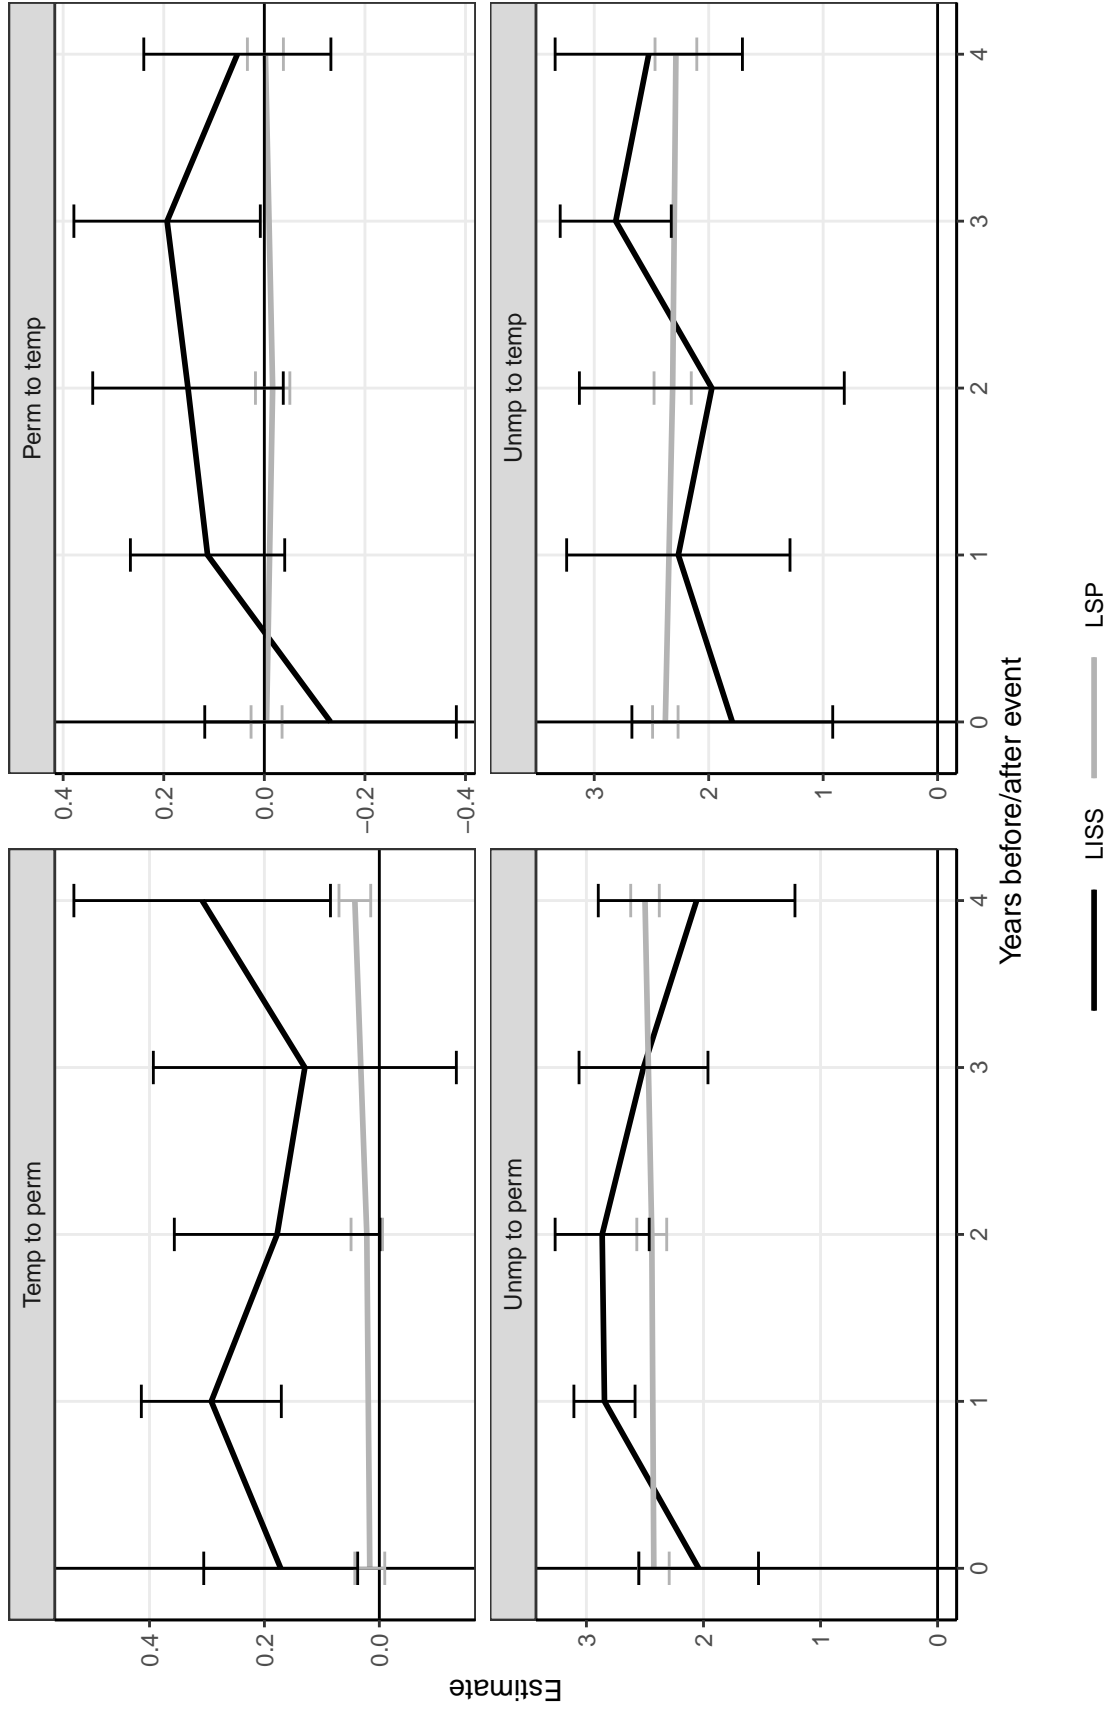 Temp to perm
Perm to temp
0.4
0.2
0.0
0.4
0.2
0.0
−0.2
−0.4
Unmp to perm
Unmp to temp
3
2
1
0
3
2
1
0
0 1 2 3 4
0 1 2 3 4
Estimate
Years before/after event
LISS LSP